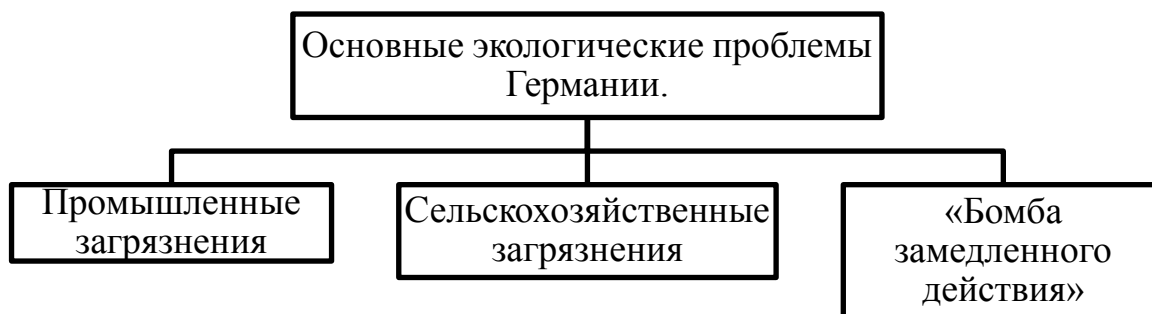 Основные экологические проблемы
Германии.
Промышленные
загрязнения
Сельскохозяйственные
загрязнения
«Бомба
замедленного
действия»